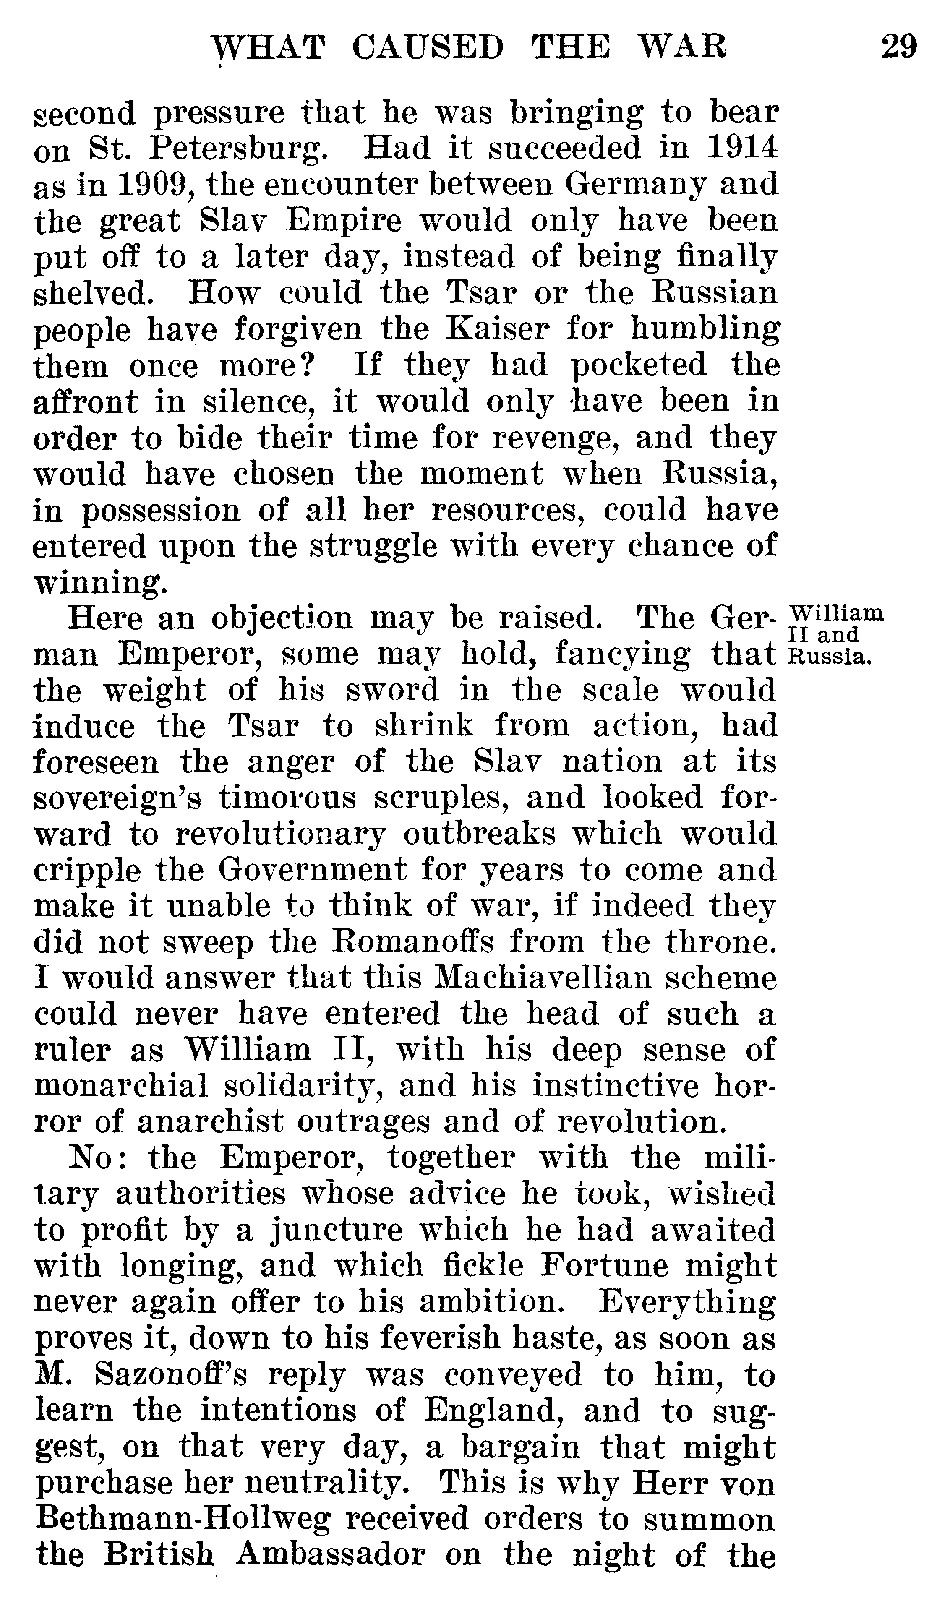 WHAT CAUSED THE WAR 29
second pressure that he was bringing to bear
on St. Petersburg. Had it succeeded in 1914
as in 1909, the encounter between Germany and
the great Slav Empire would only have been
put off to a later day, instead of being finally
shelved. How could the Tsar or the Russian
people have forgiven the Kaiser for humbling
them once more? If they had pocketed the
affront in silence, it would only have been in
order to bide their time for revenge, and they
would have chosen the moment when Russia,
in possession of all her resources, could have
entered upon the struggle with every chance of
winning.
Here an objection may be raised. The Ger-
man Emperor, some may hold, fancying that
the weight of his sword in the scale would
induce the Tsar to shrink from action, had
foreseen the anger of the Slav nation at its
sovereign's timorous scruples, and looked for-
ward to revolutionary outbreaks which would
cripple the Government for years to come and
make it unable to think of war, if indeed they
did not sweep the Romanoffs from the throne.
I would answer that this Machiavellian scheme
could never have entered the head of such a
ruler as William II, with his deep sense of
monarchial solidarity, and his instinctive hor-
ror of anarchist outrages and of revolution.
No: the Emperor, together with the mili-
tary authorities whose advice he took, wished
to profit by a juncture which he had awaited
with longing, and which fickle Fortune might
never again offer to his ambition. Everything
proves it, down to his feverish haste, as soon as
M. Sazonoff's reply was conveyed to him, to
learn the intentions of England, and to sug-
gest, on that very day, a bargain that might
purchase her neutrality. This is why Herr von
Bethmann-Hollweg received orders to summon
the British Ambassador on the night of the
William
II and
Russia.